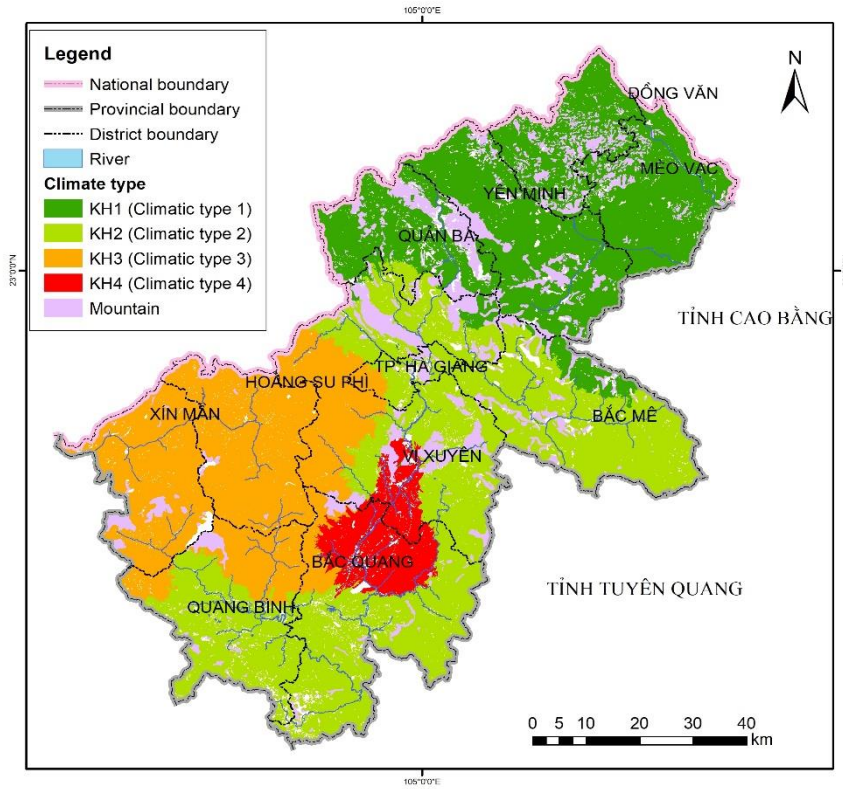 105°0'0"E
Legend
National boundary
Provincial boundary
District boundary
River
Climate type
KH1 (Climatic type 1)
KH2 (Climatic type 2)
KH3 (Climatic type 3)
KH4 (Climatic type 4)
Mountain
N
ĐỒNG VĂN
MÈO VẠC
YÊN MINH
QUẢN BẠ
23°0'0"N
TỈNH CAO BẰNG
TP. HÀ GIANG
HOÀNG SU PHÌ
XÍN MẦN
BẮC MÊ
VỊ XUYÊN
BẮC QUANG
TỈNH TUYÊN QUANG
QUANG BÌNH
0 5 10 20 30 40
km
105°0'0"E